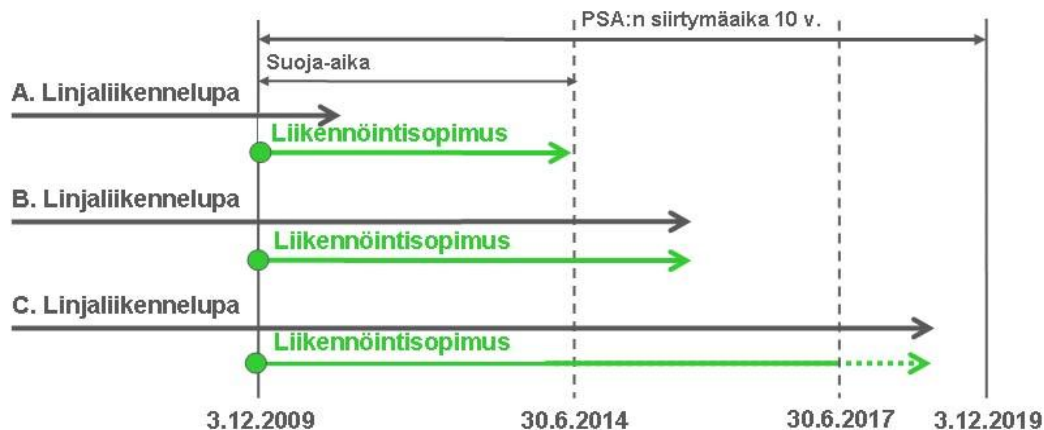 PSA:n siirtymäaika 10 v.
Suoja-aika
A. Linjaliikennelupa
Liikennöintisopimus
B. Linjaliikennelupa
Liikennöintisopimus
C. Linjaliikennelupa
Liikennöintisopimus
3.12.2009 30.6.2014 30.6.2017 3.12.2019